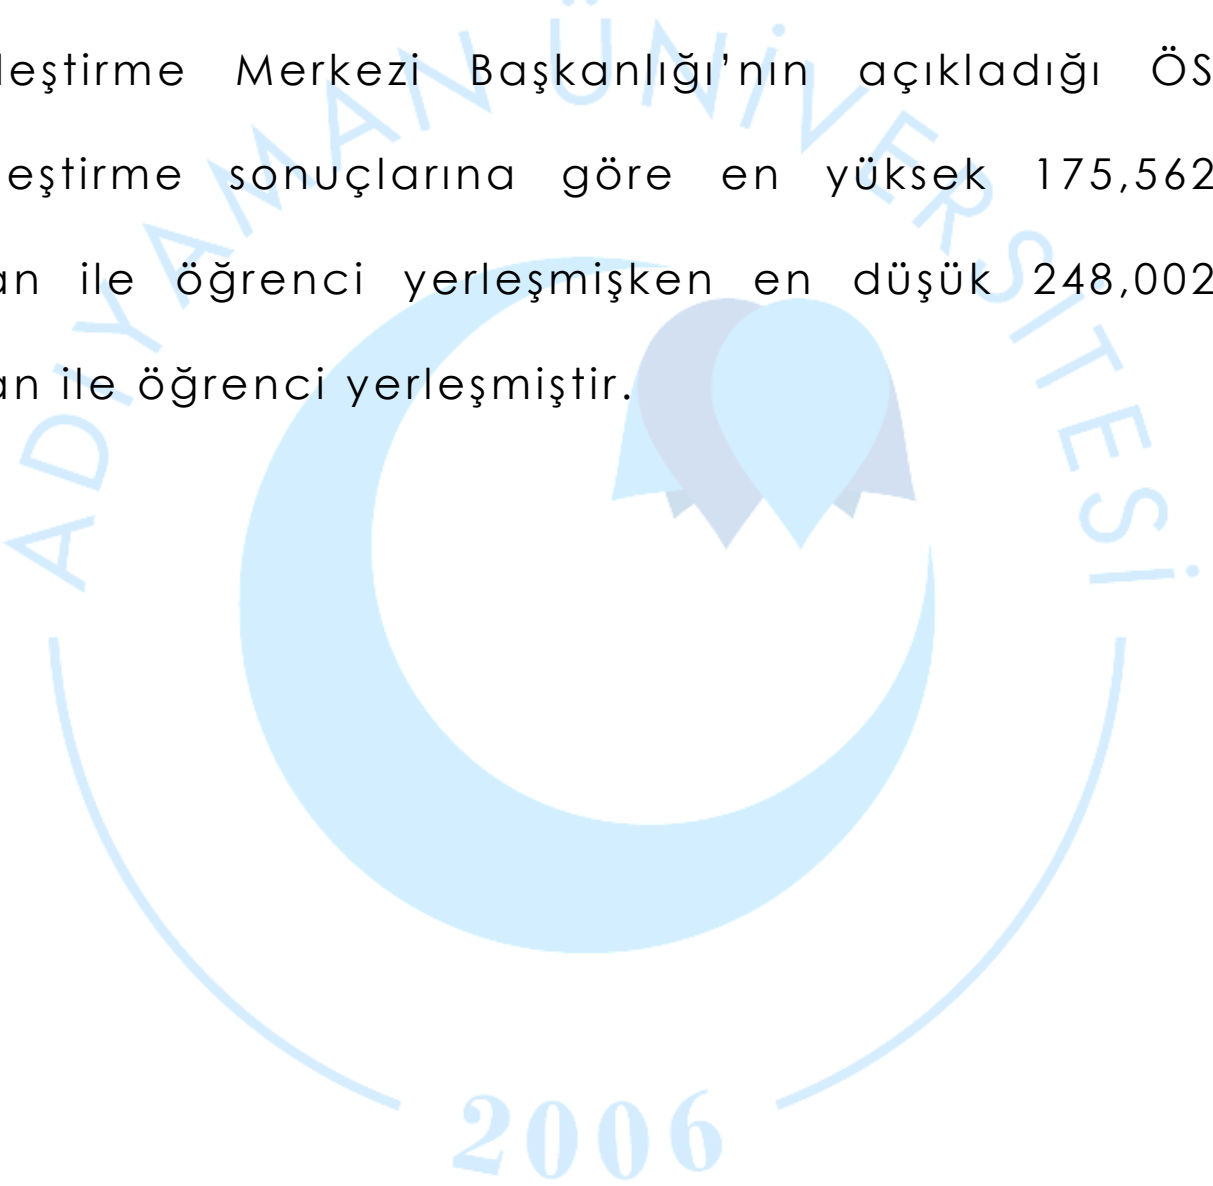 leştirme Merkezi Başkanlığı'nın açıkladığı ÖS
leştirme sonuçlarına göre en yüksek 175,562
an ile öğrenci yerleşmişken en düşük 248,002
an ile öğrenci yerleşmiştir.
ADIYAMAN ÜNİVERSİTESİ
2006